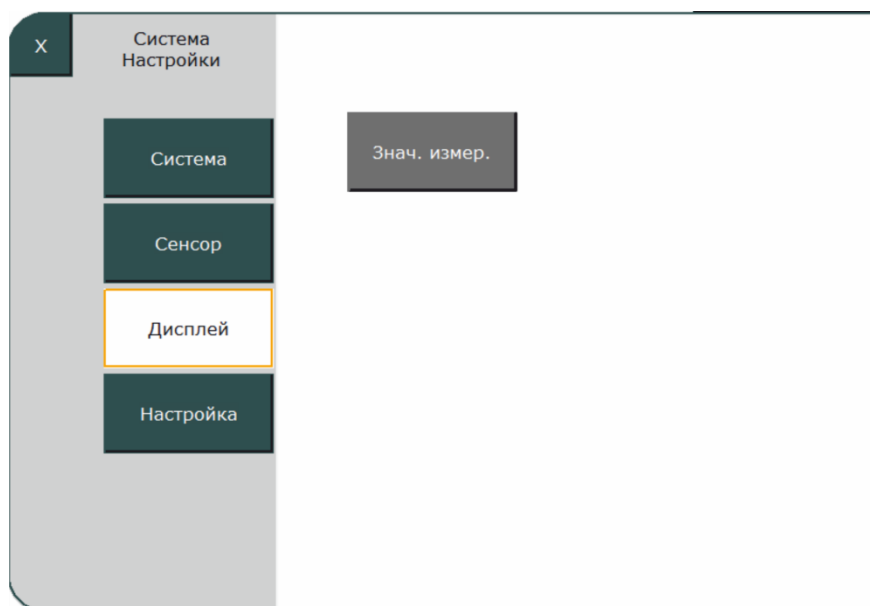 X
Система
Настройки
Система
Знач. измер.
Сенсор
Дисплей
Настройка